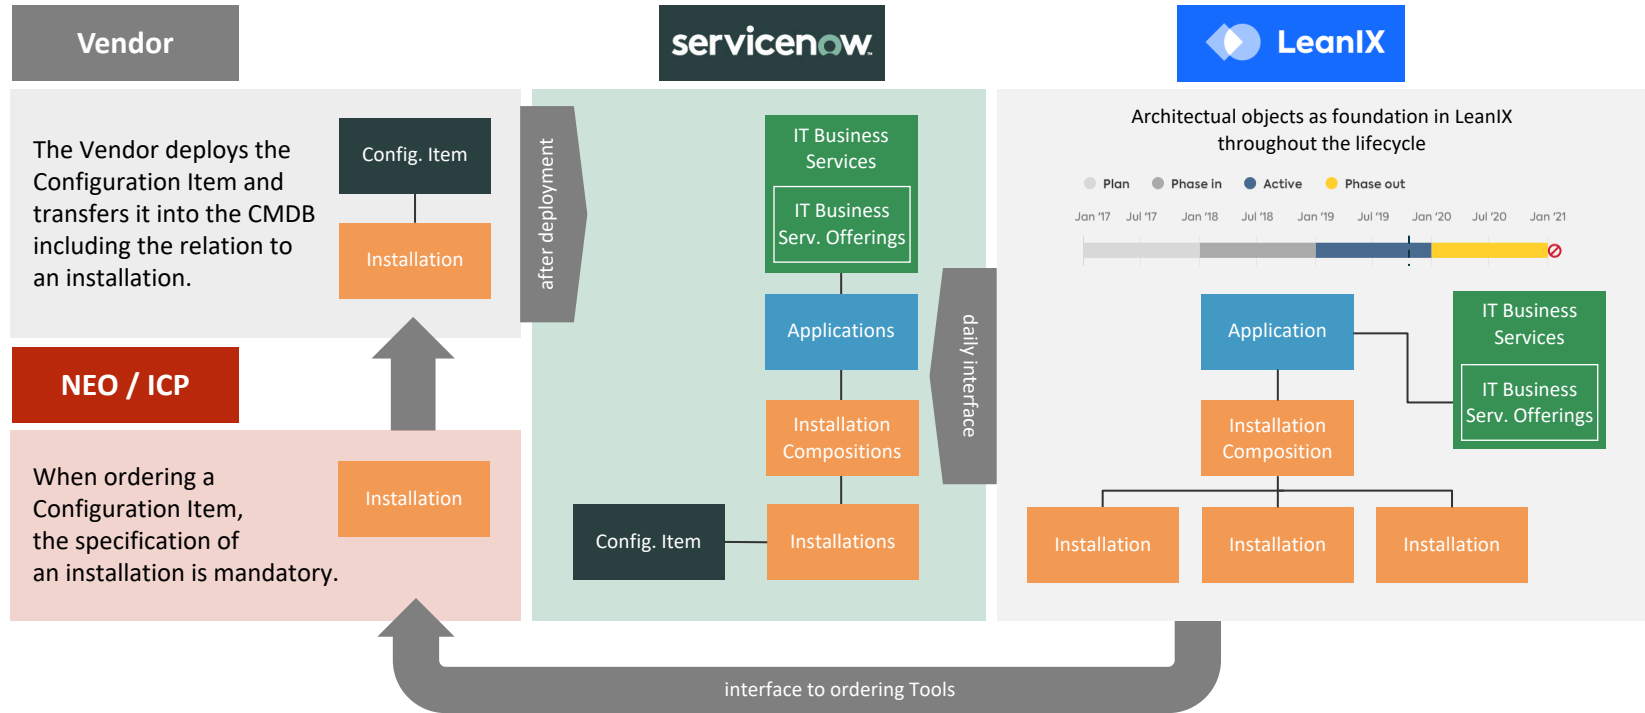 Vendor
The Vendor deploys the
Configuration Item and
transfers it into the CMDB
including the relation to
an installation.
Config. Item
Installation
after deployment
NEO / ICP
When ordering a
Configuration Item,
the specification of
an installation is mandatory.
Installation
servicenow.
IT Business
Services
IT Business
Serv. Offerings
Applications
Installation
Compositions
Config. Item
Installations
daily interface
LeanIX
Architectual objects as foundation in LeanIX
throughout the lifecycle
Plan Phase in Active Phase out
Jan '17 Jul '17 Jan '18 Jul '18 Jan '19 Jul '19 Jan '20 Jul '20 Jan '21
Application
IT Business
Services
IT Business
Serv. Offerings
Installation
Composition
Installation Installation Installation
interface to ordering Tools